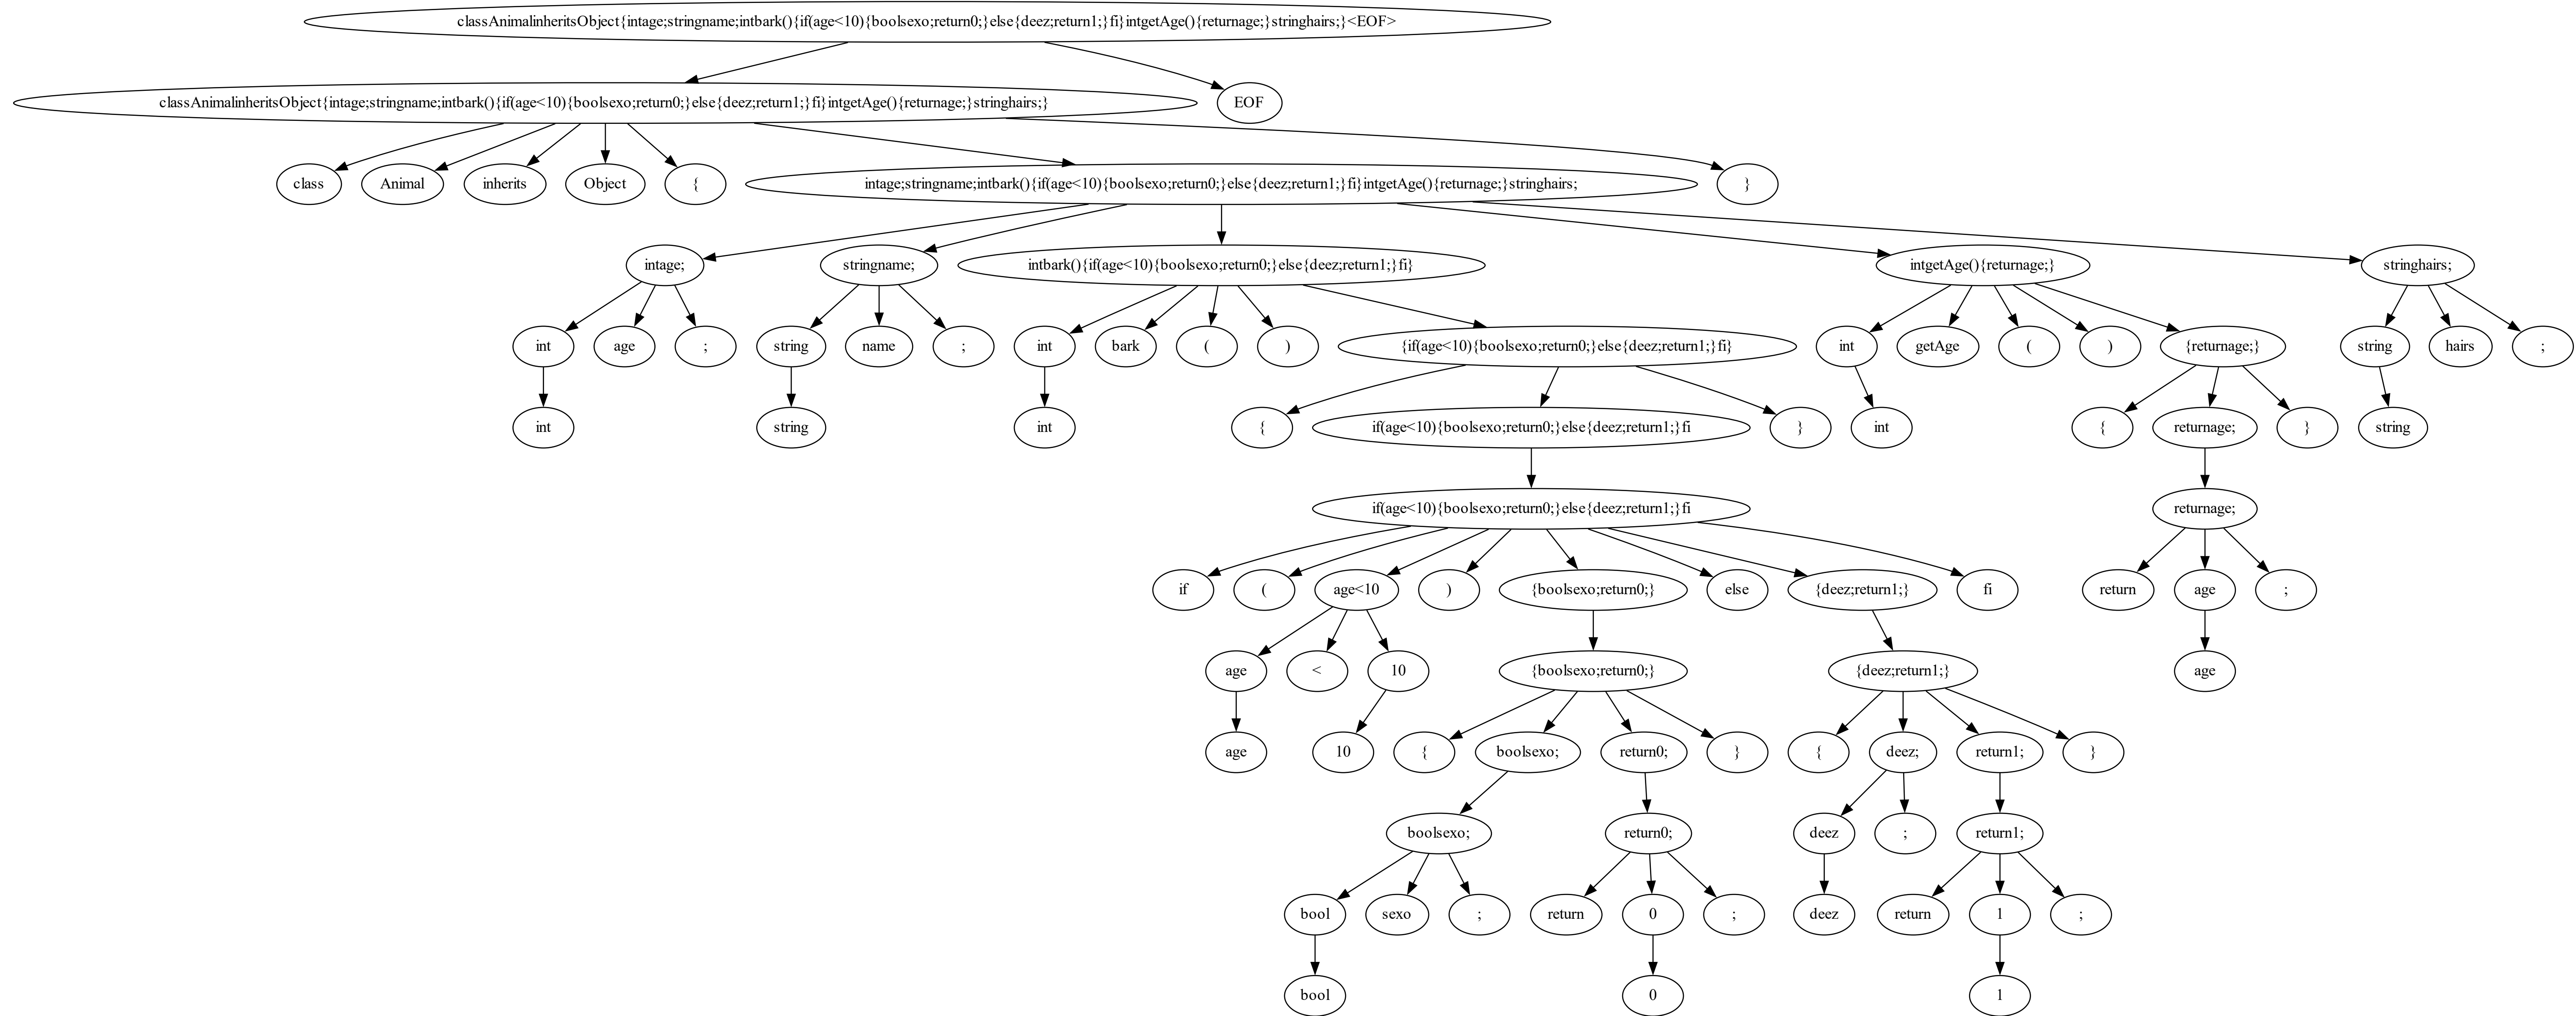 classAnimalinheritsObject{intage;stringname;intbark(){if(age<10){boolsexo;return0;}else{deez;return1;}fi}intgetAge(){returnage;}stringhairs;}<EOF>
classAnimalinheritsObject{intage;stringname;intbark(){if(age<10){boolsexo;return0;}else{deez;return1;}fi}intgetAge(){returnage;}stringhairs;}
EOF
class
Animal
inherits
Object
{
intage;stringname;intbark(){if(age<10){boolsexo;return0;}else{deez;return1;}fi}intgetAge(){returnage;}stringhairs;
}
intage;
stringname;
intbark(){if(age<10){boolsexo;return0;}else{deez;return1;}fi}
intgetAge(){returnage;}
stringhairs;
int
age
;
string
name
;
int
bark
(
)
{if(age<10){boolsexo;return0;}else{deez;return1;}fi}
int
getAge
(
)
{returnage;}
string
hairs
;
int
string
int
{
if(age<10){boolsexo;return0;}else{deez;return1;}fi
}
int
{
returnage;
}
string
if(age<10){boolsexo;return0;}else{deez;return1;}fi
returnage;
if
(
age<10
)
{boolsexo;return0;}
else
{deez;return1;}
fi
return
age
;
age
<
10
{boolsexo;return0;}
{deez;return1;}
age
age
10
{
boolsexo;
return0;
}
{
deez;
return1;
}
boolsexo;
return0;
deez
;
return1;
bool
sexo
;
return
0
;
deez
return
1
;
bool
0
1